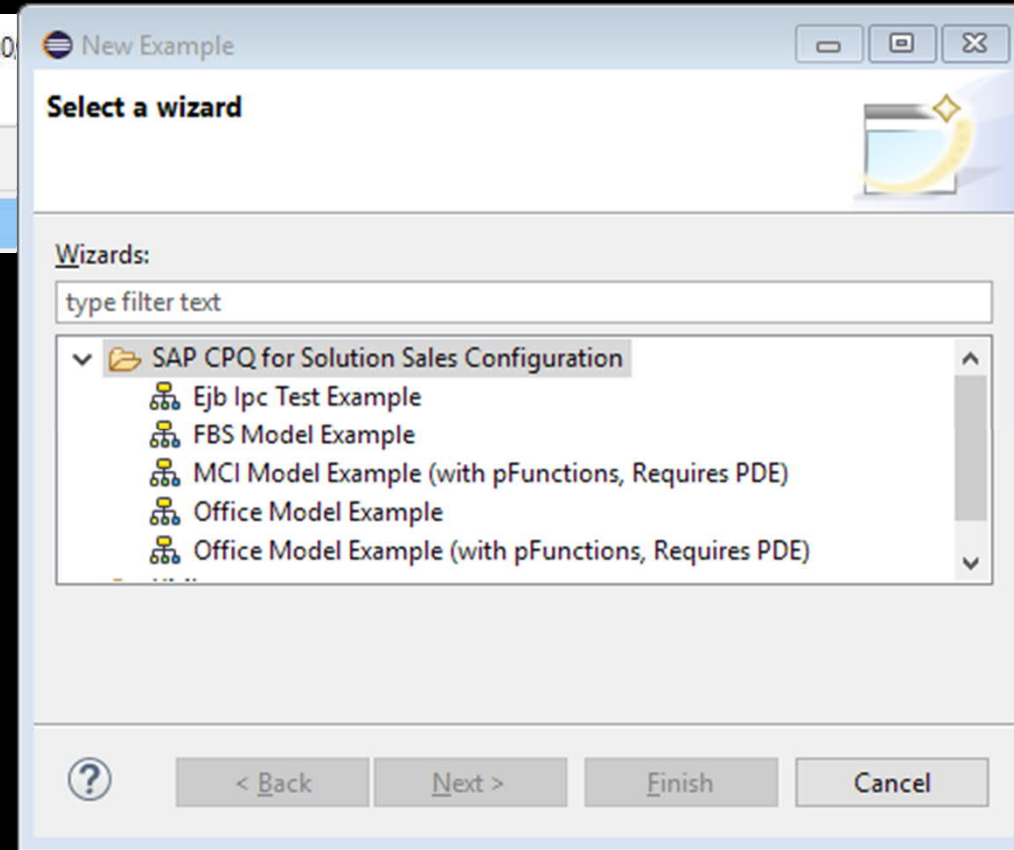 New Example
Select a wizard
Wizards:
type filter text
SAP CPQ for Solution Sales Configuration
Ejb Ipc Test Example
FBS Model Example
MCI Model Example (with pFunctions, Requires PDE)
Office Model Example
Office Model Example (with pFunctions, Requires PDE)
? < Back Next > Finish Cancel